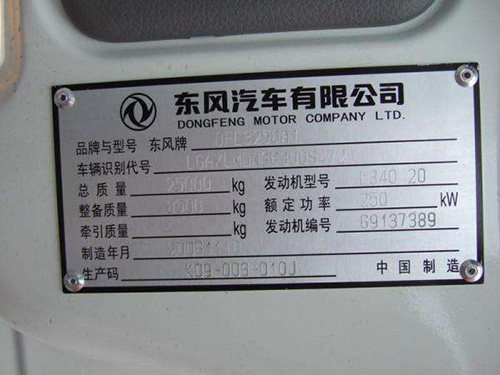 东风汽车有限公司
DONGFENG MOTOR COMPANY LTD.
品牌与型号 东风牌
车辆识别代号
总质量 25000 kg 发动机型号 L340 20
整备质量 8900 kg 额定功率 250 kW
牵引质量 kg 发动机编号 69137389
制造年月
生产码 X09-003-010J 中国制造